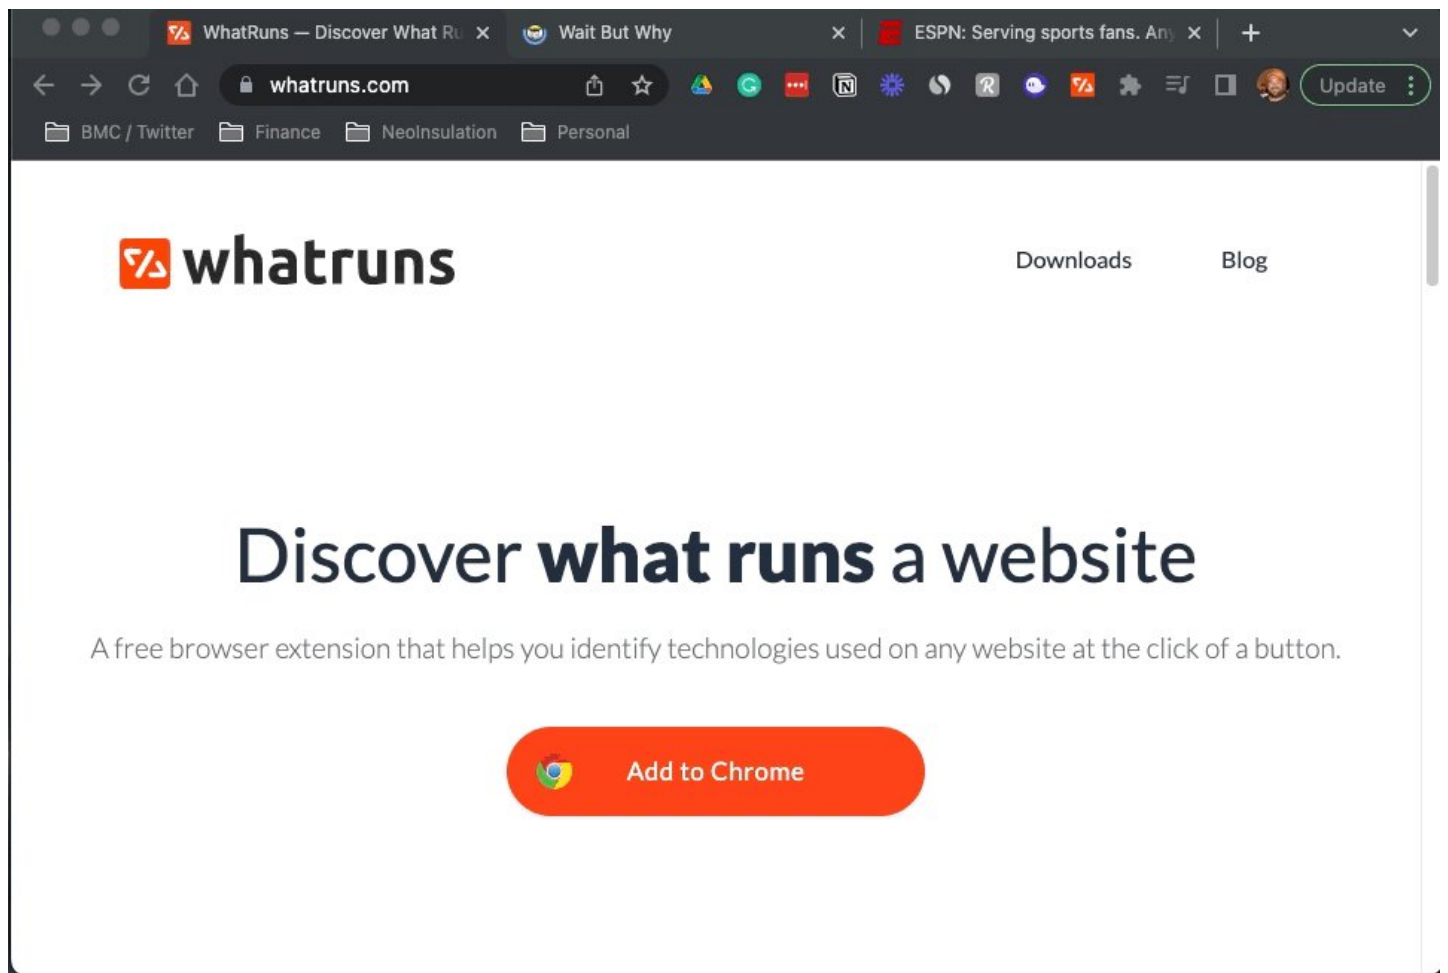 WhatRuns — Discover What Ru
Wait But Why
ESPN: Serving sports fans. Any
whatruns.com
Update
BMC / Twitter
Finance
NeoInsulation
Personal
whatruns
Downloads
Blog
Discover what runs a website
A free browser extension that helps you identify technologies used on any website at the click of a button.
Add to Chrome